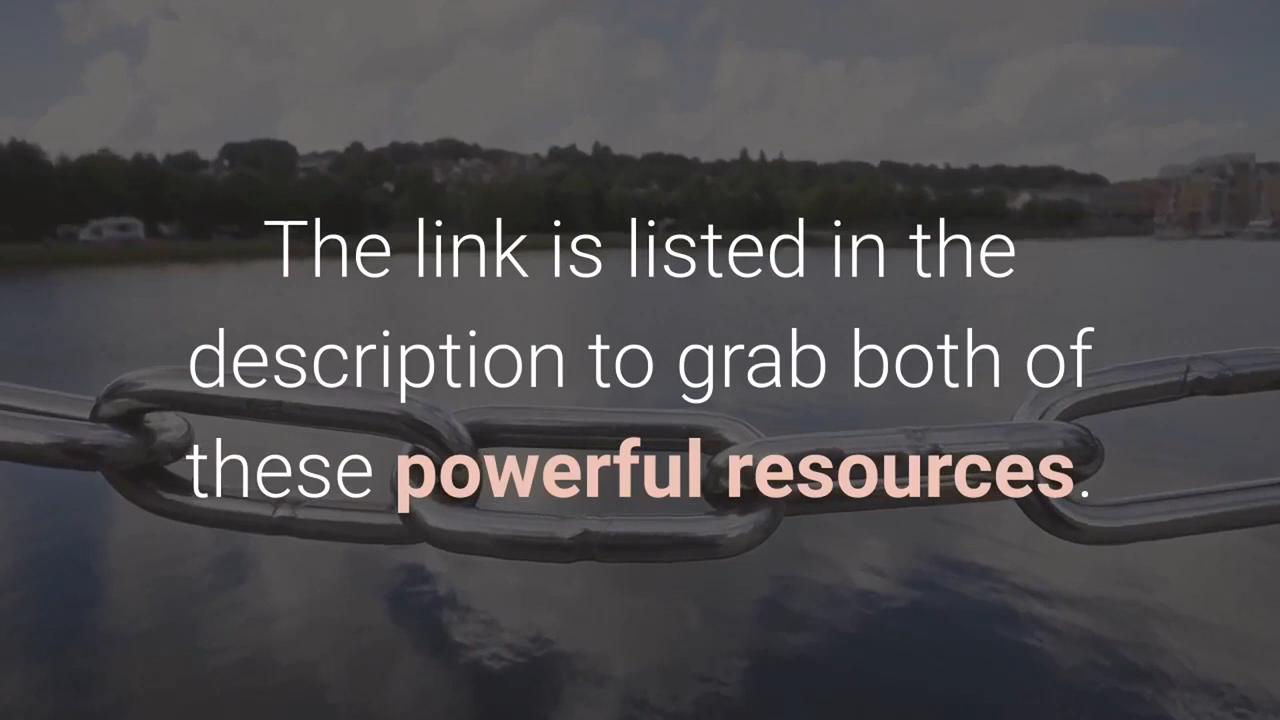 The link is listed in the
description to grab both of
these powerful resources.